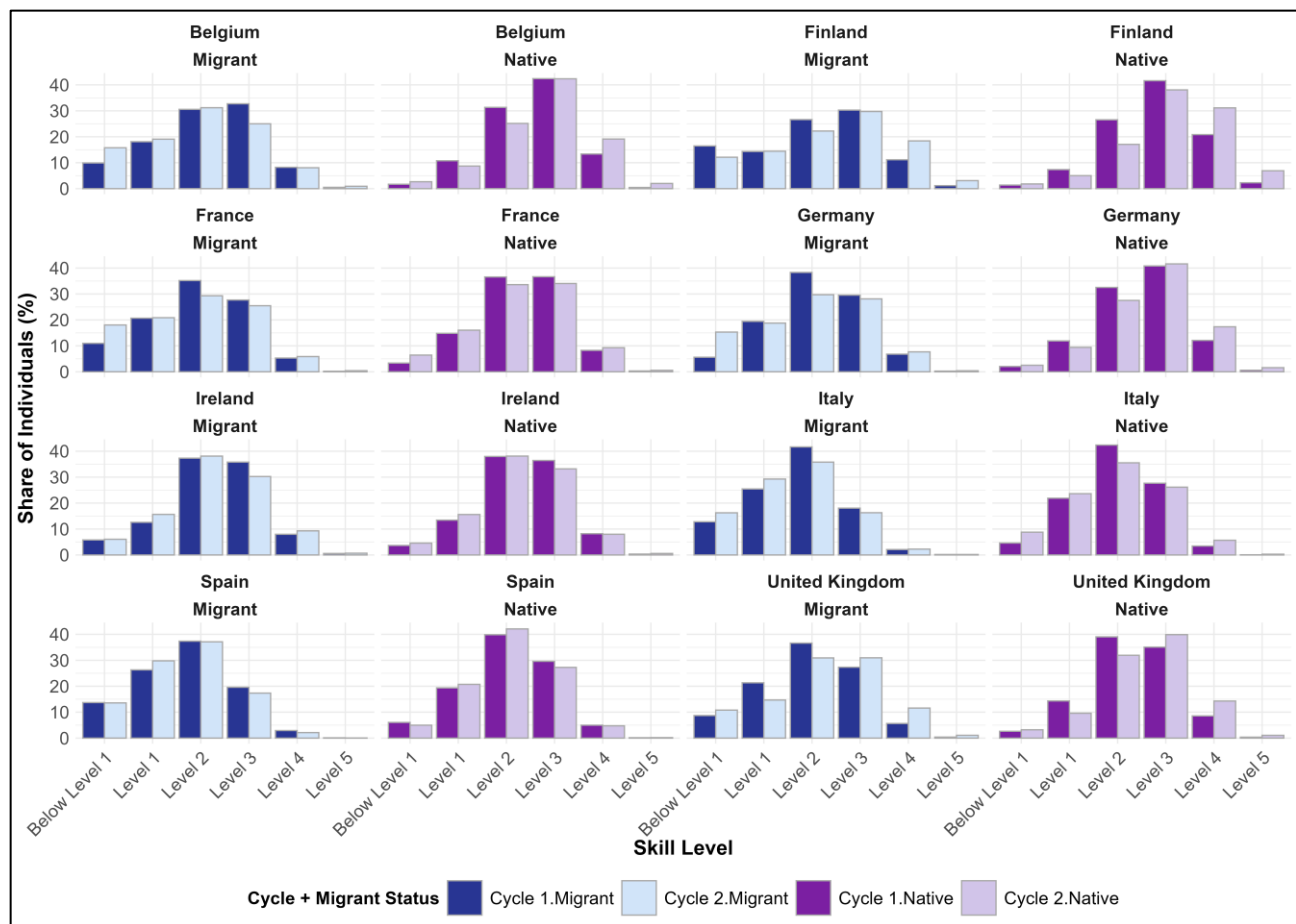 Belgium
Belgium
Finland
Finland
Migrant
Native
Migrant
Native
40
30
20
10
0
France
France
Germany
Germany
Migrant
Native
Migrant
Native
40
30
20
10
0
Ireland
Ireland
Italy
Italy
Migrant
Native
Migrant
Native
40
30
20
10
0
Spain
Spain
United Kingdom
United Kingdom
Migrant
Native
Migrant
Native
40
30
20
10
0
Share of Individuals (%)
Below Level 1
Level 1
Level 2
Level 3
Level 4
Level 5
Below Level 1
Level 1
Level 2
Level 3
Level 4
Level 5
Below Level 1
Level 1
Level 2
Level 3
Level 4
Level 5
Below Level 1
Level 1
Level 2
Level 3
Level 4
Level 5
Skill Level
Cycle + Migrant Status Cycle 1.Migrant Cycle 2.Migrant Cycle 1.Native Cycle 2.Native